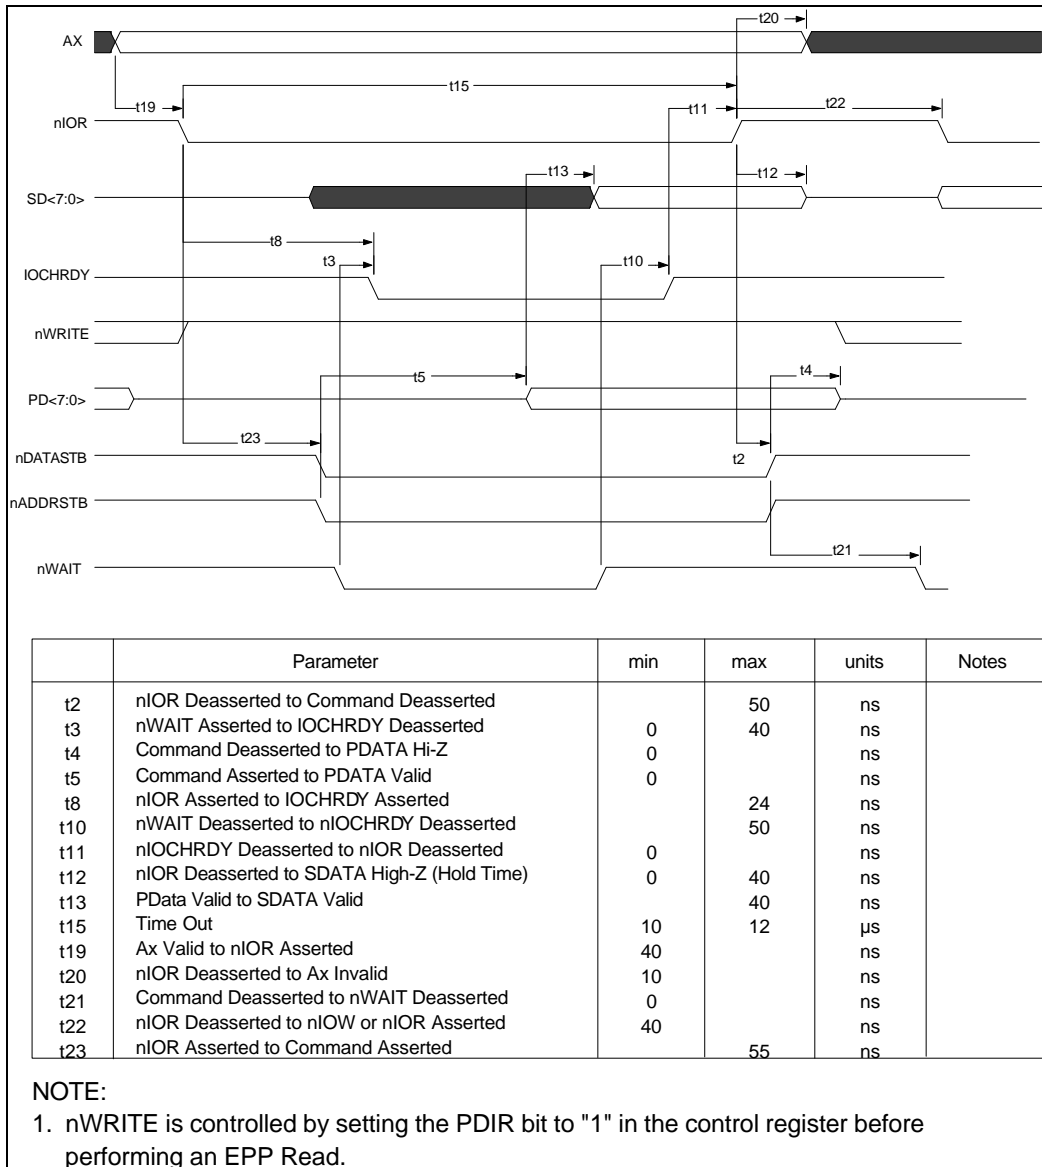 t20
AX
t15
t19
t11
t22
nIOR
t13
t12
SD<7:0>
t8
t3
t10
IOCHRDY
nWRITE
t5
t4
PD<7:0>
t23
nDATASTB
t2
nADDRSTB
t21
nWAIT
Parameter min max units Notes
t2 nIOR Deasserted to Command Deasserted 50 ns
t3 nWAIT Asserted to IOCHRDY Deasserted 0 40 ns
t4 Command Deasserted to PDATA Hi-Z 0 ns
t5 Command Asserted to PDATA Valid 0 ns
t8 nIOR Asserted to IOCHRDY Asserted 24 ns
t10 nWAIT Deasserted to nIOCHRDY Deasserted 50 ns
t11 nIOCHRDY Deasserted to nIOR Deasserted 0 ns
t12 nIOR Deasserted to SDATA High-Z (Hold Time) 0 40 ns
t13 PData Valid to SDATA Valid 40 ns
t15 Time Out 10 12 µs
t19 Ax Valid to nIOR Asserted 40 ns
t20 nIOR Deasserted to Ax Invalid 10 ns
t21 Command Deasserted to nWAIT Deasserted 0 ns
t22 nIOR Deasserted to nIOW or nIOR Asserted 40 ns
t23 nIOR Asserted to Command Asserted 55 ns
NOTE:
1. nWRITE is controlled by setting the PDIR bit to "1" in the control register before
performing an EPP Read.